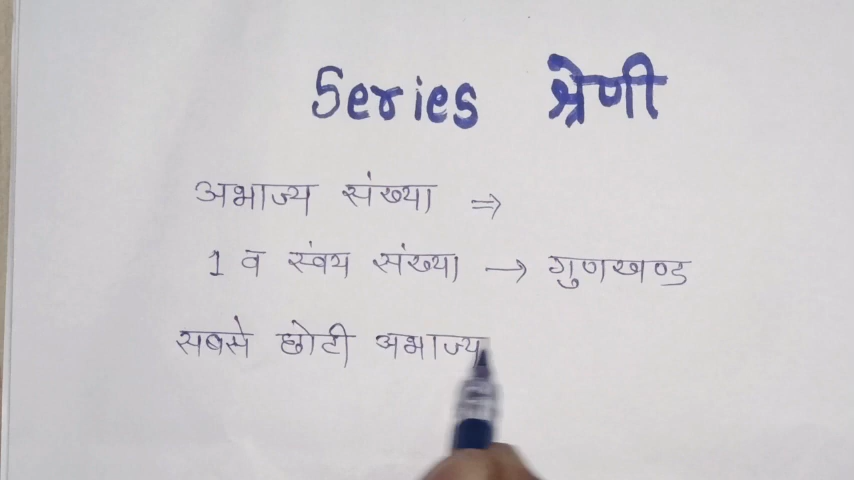 Series श्रेणी
अभाज्य संख्या ⇒
1 व स्वंय संख्या → गुणखण्ड
सबसे छोटी अभाज्य